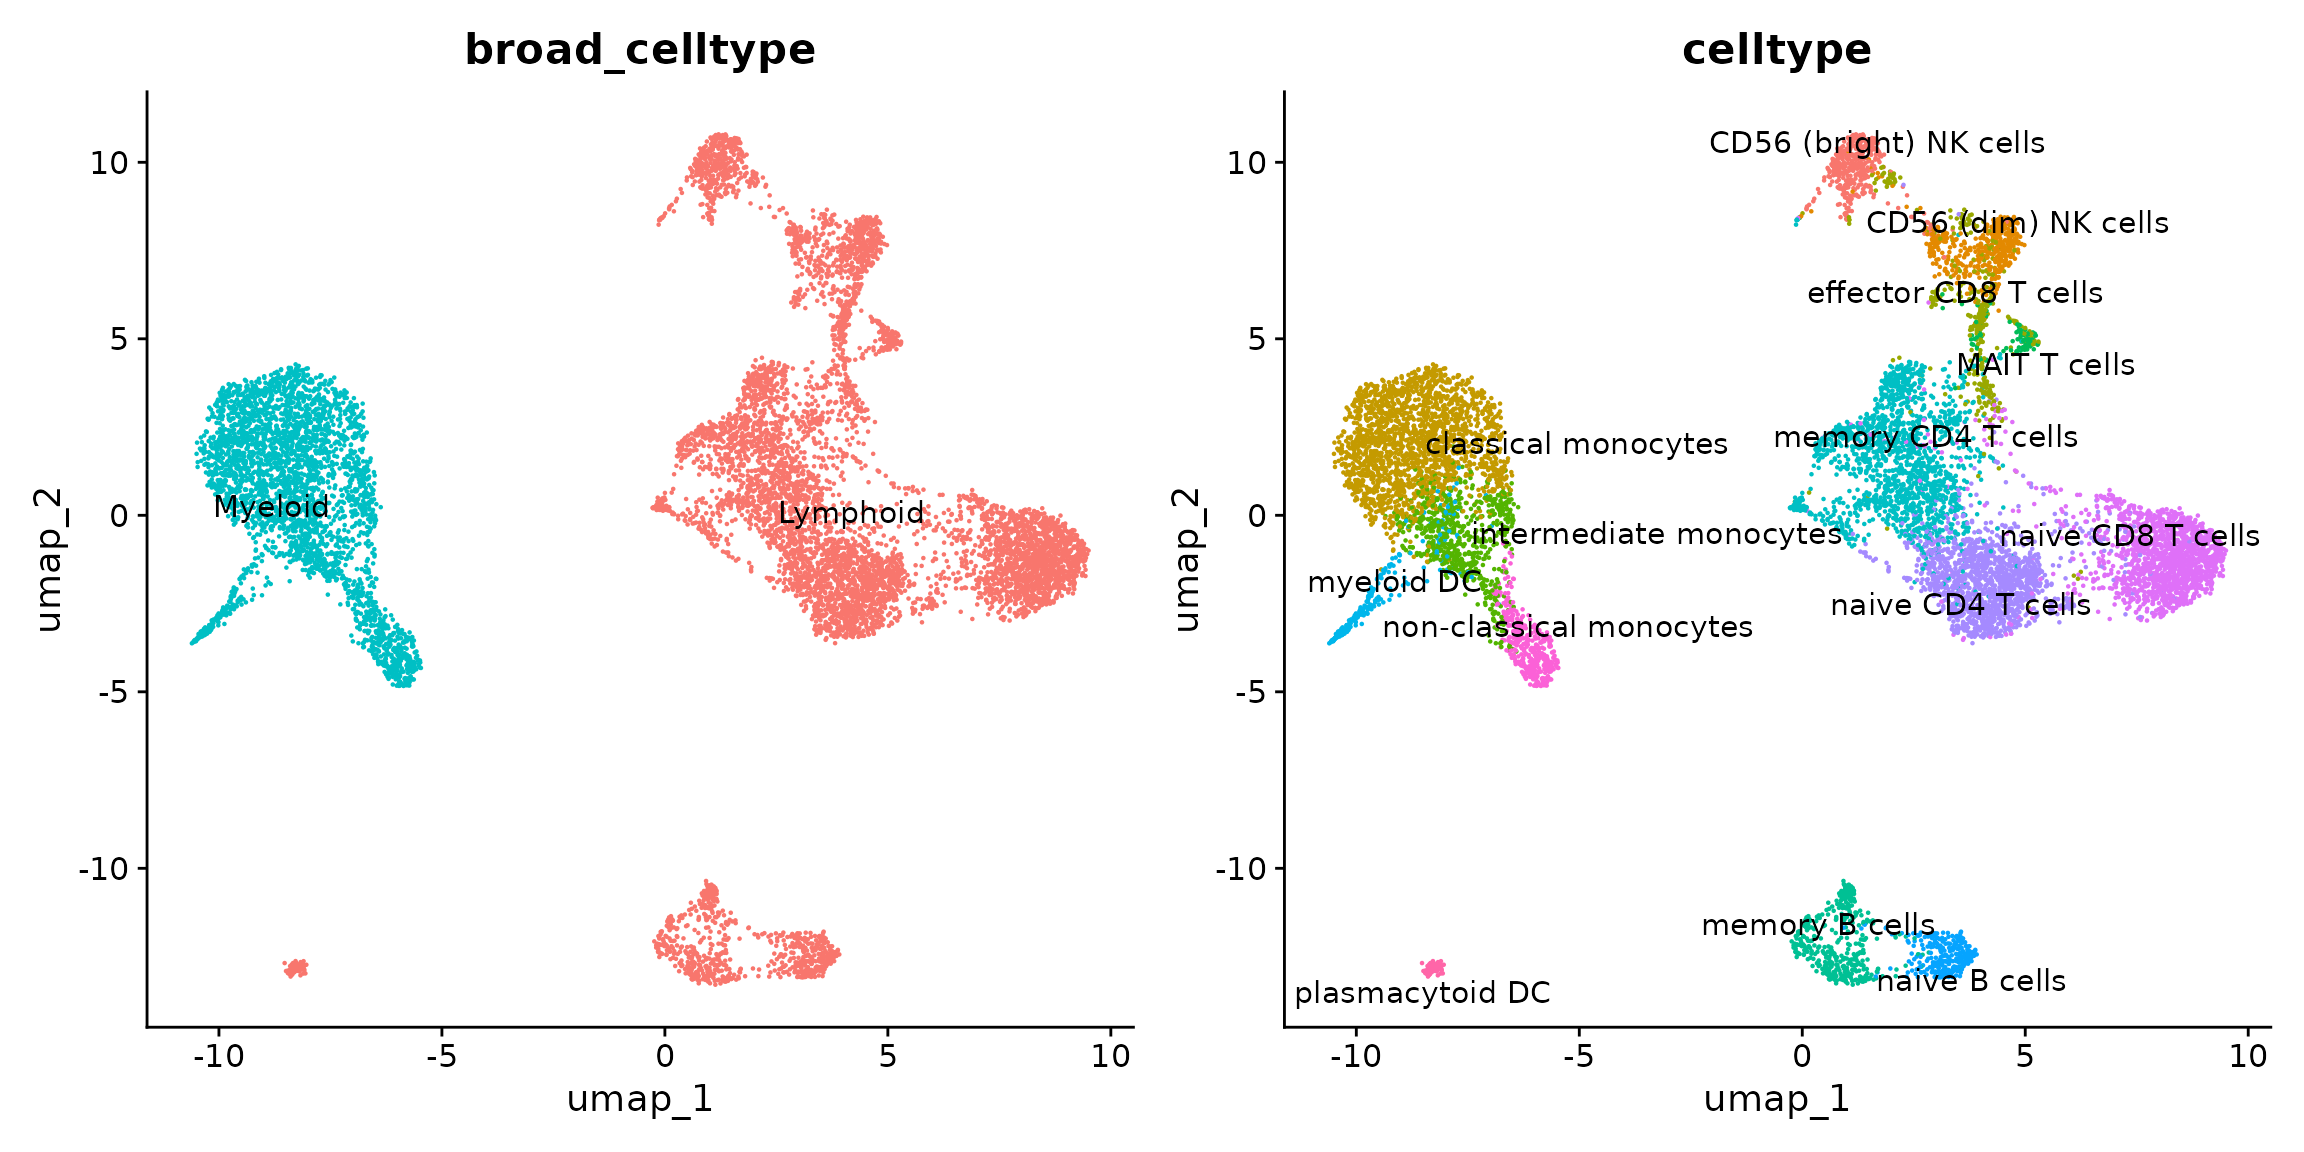 broad_celltype
10
5
0
-5
-10
umap_2
Myeloid
Lymphoid
-10
-5
0
5
10
umap_1
celltype
10
5
0
-5
-10
umap_2
CD56 (bright) NK cells
CD56 (dim) NK cells
effector CD8 T cells
MAIT T cells
memory CD4 T cells
classical monocytes
intermediate monocytes
naive CD8 T cells
myeloid DC
naive CD4 T cells
non-classical monocytes
memory B cells
naive B cells
plasmacytoid DC
-10
-5
0
5
10
umap_1